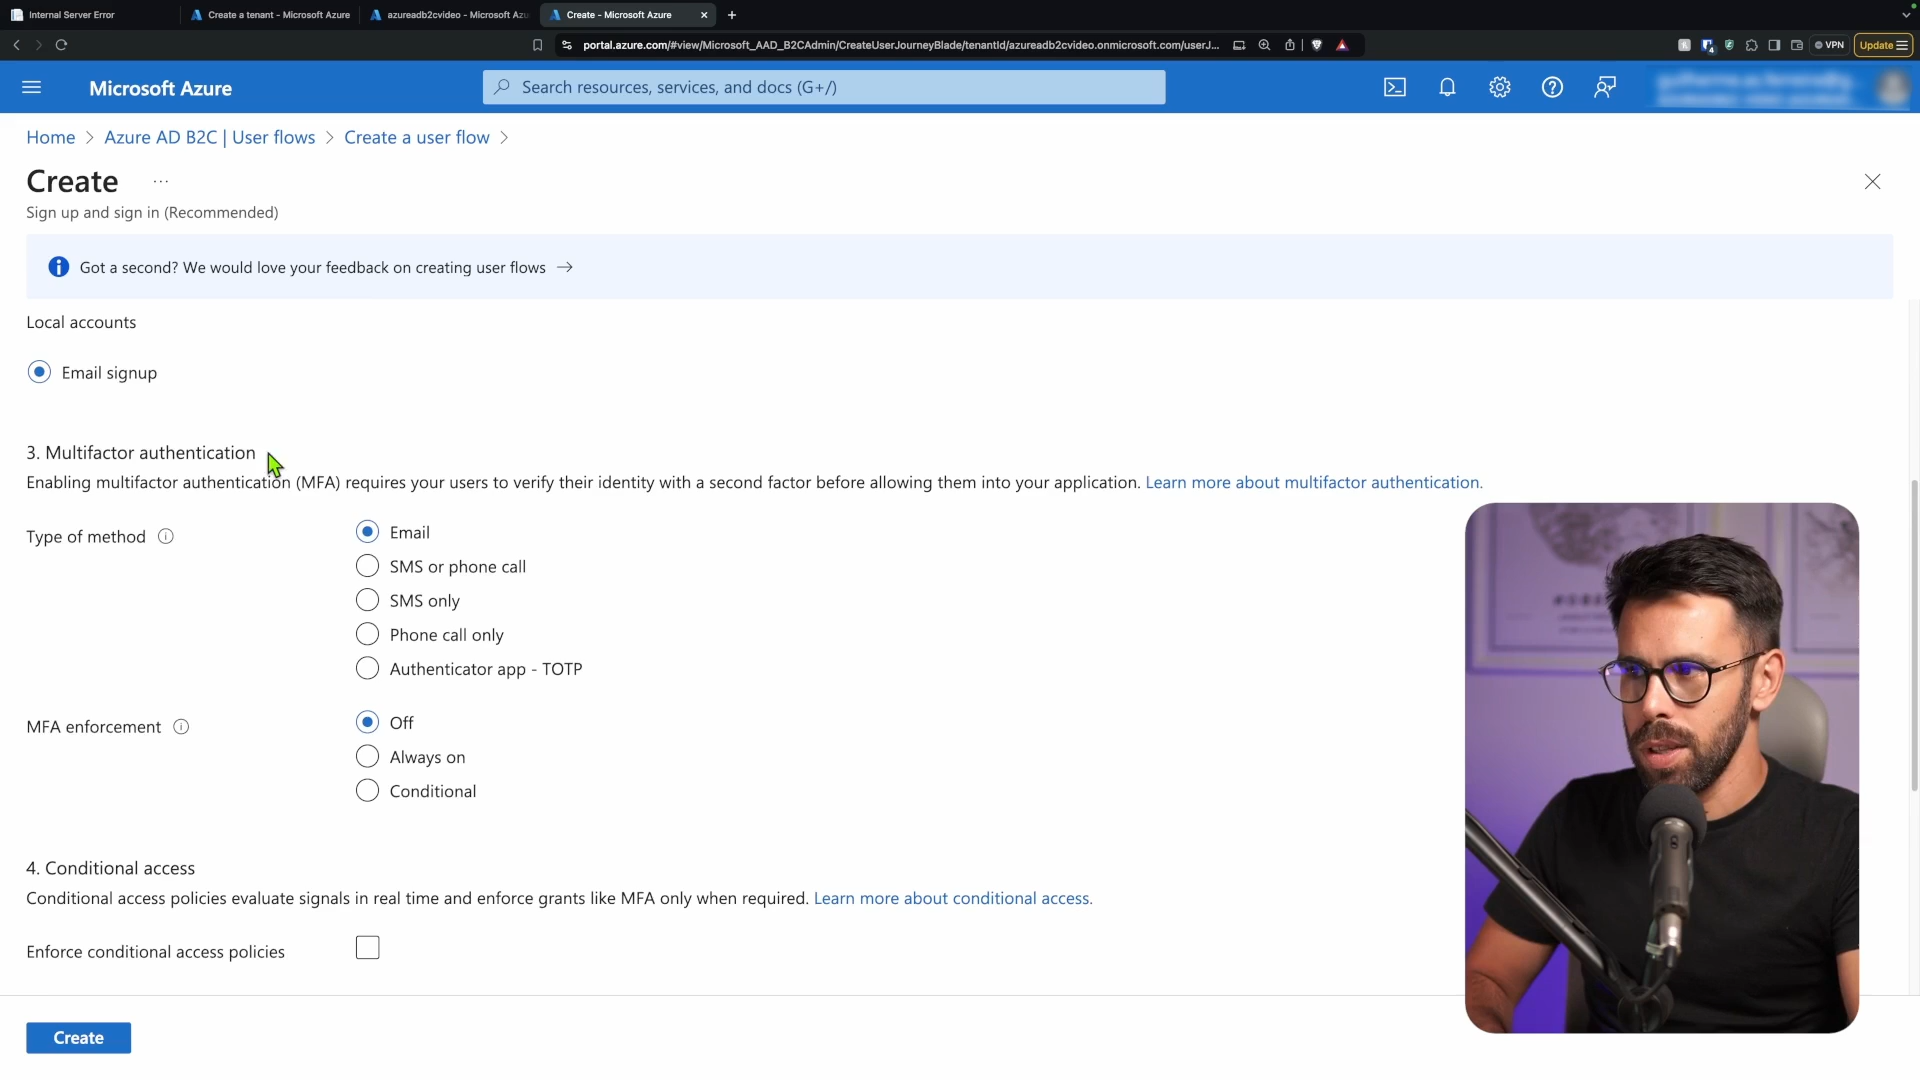 Internal Server Error
Create a tenant - Microsoft Azure
azureadb2cvideo - Microsoft Azu
Create - Microsoft Azure
portal.azure.com/#view/Microsoft_AAD_B2CAdmin/CreateUserJourneyBlade/tenantId/azureadb2cvideo.onmicrosoft.com/userJ...
VPN
Update
Microsoft Azure
Search resources, services, and docs (G+/)
Home > Azure AD B2C | User flows > Create a user flow >
Create ...
Sign up and sign in (Recommended)
Got a second? We would love your feedback on creating user flows →
Local accounts
Email signup
3. Multifactor authentication
Enabling multifactor authentication (MFA) requires your users to verify their identity with a second factor before allowing them into your application. Learn more about multifactor authentication.
Type of method
Email
SMS or phone call
SMS only
Phone call only
Authenticator app - TOTP
MFA enforcement
Off
Always on
Conditional
4. Conditional access
Conditional access policies evaluate signals in real time and enforce grants like MFA only when required. Learn more about conditional access.
Enforce conditional access policies
Create